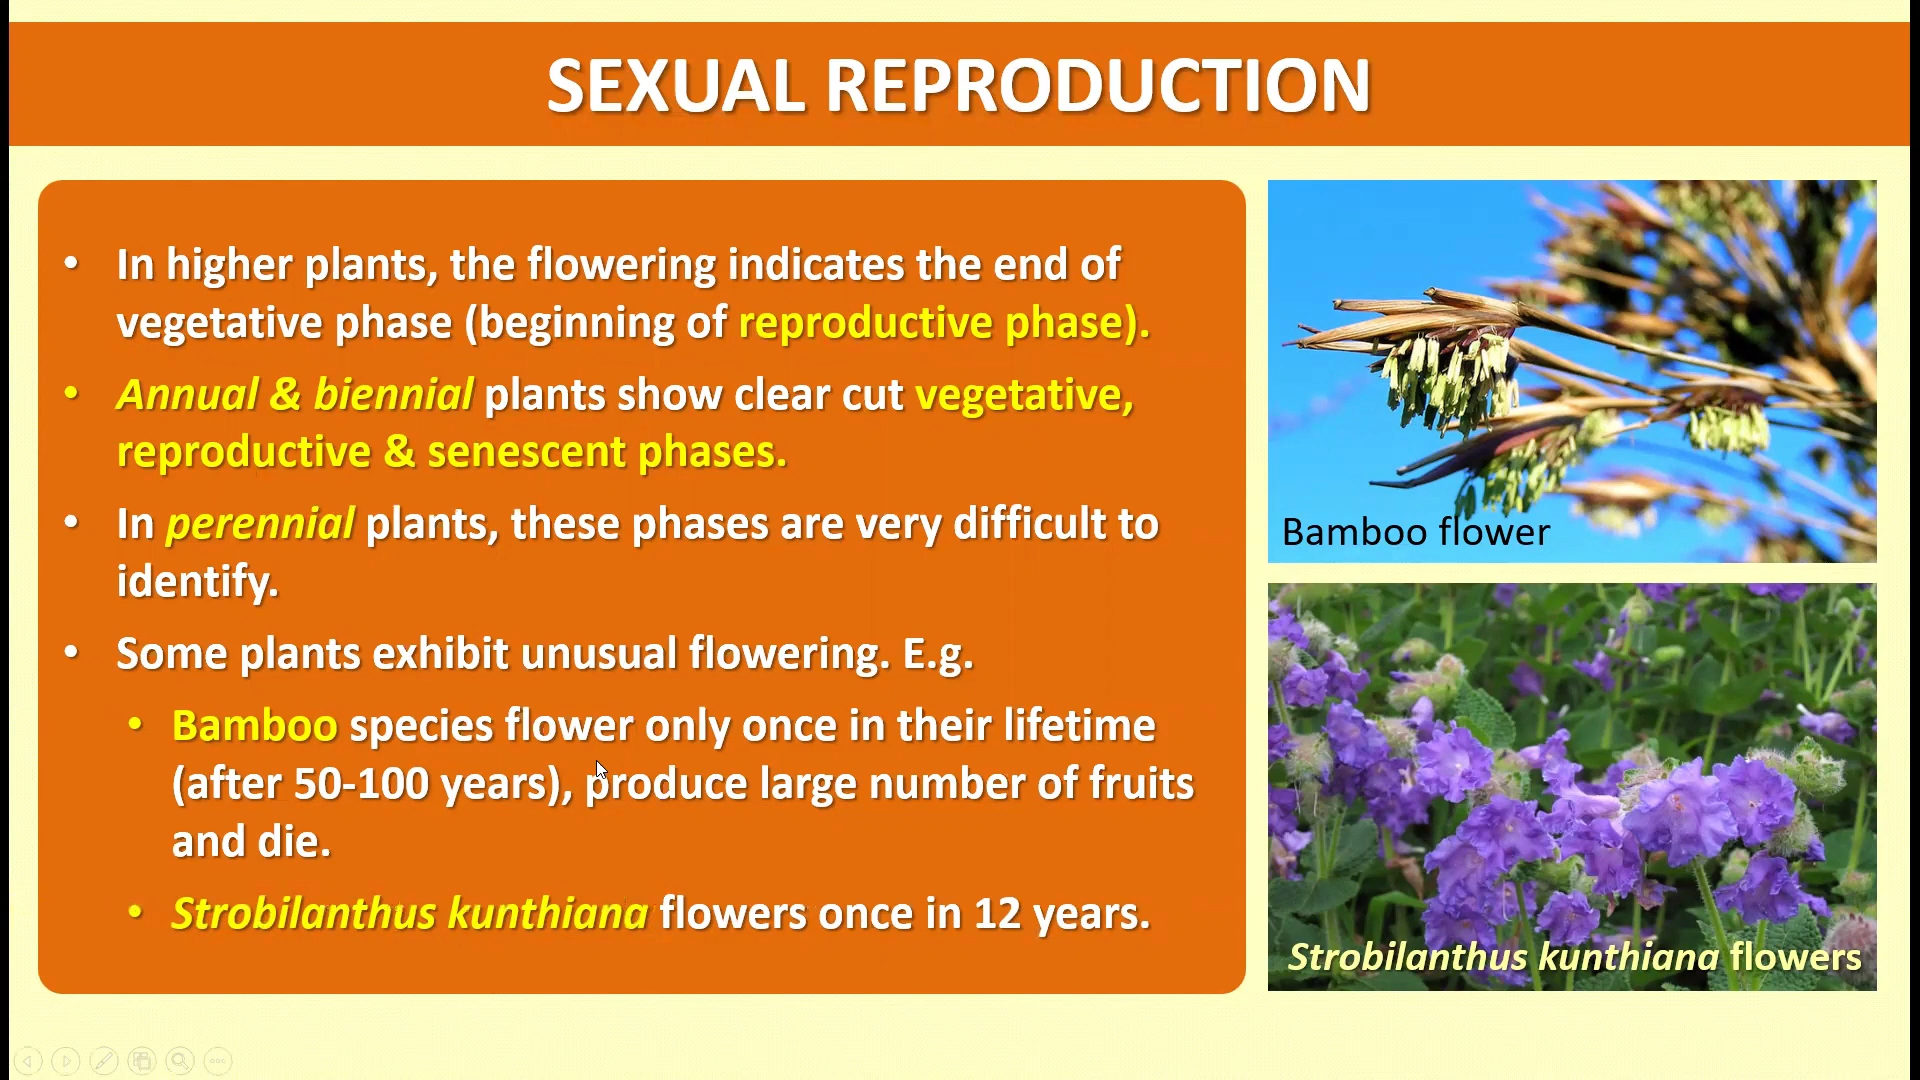 SEXUAL REPRODUCTION
• In higher plants, the flowering indicates the end of
vegetative phase (beginning of reproductive phase).
• Annual & biennial plants show clear cut vegetative,
reproductive & senescent phases.
• In perennial plants, these phases are very difficult to
identify.
• Some plants exhibit unusual flowering. E.g.
• Bamboo species flower only once in their lifetime
(after 50-100 years), produce large number of fruits
and die.
• Strobilanthus kunthiana flowers once in 12 years.
Bamboo flower
Strobilanthus kunthiana flowers